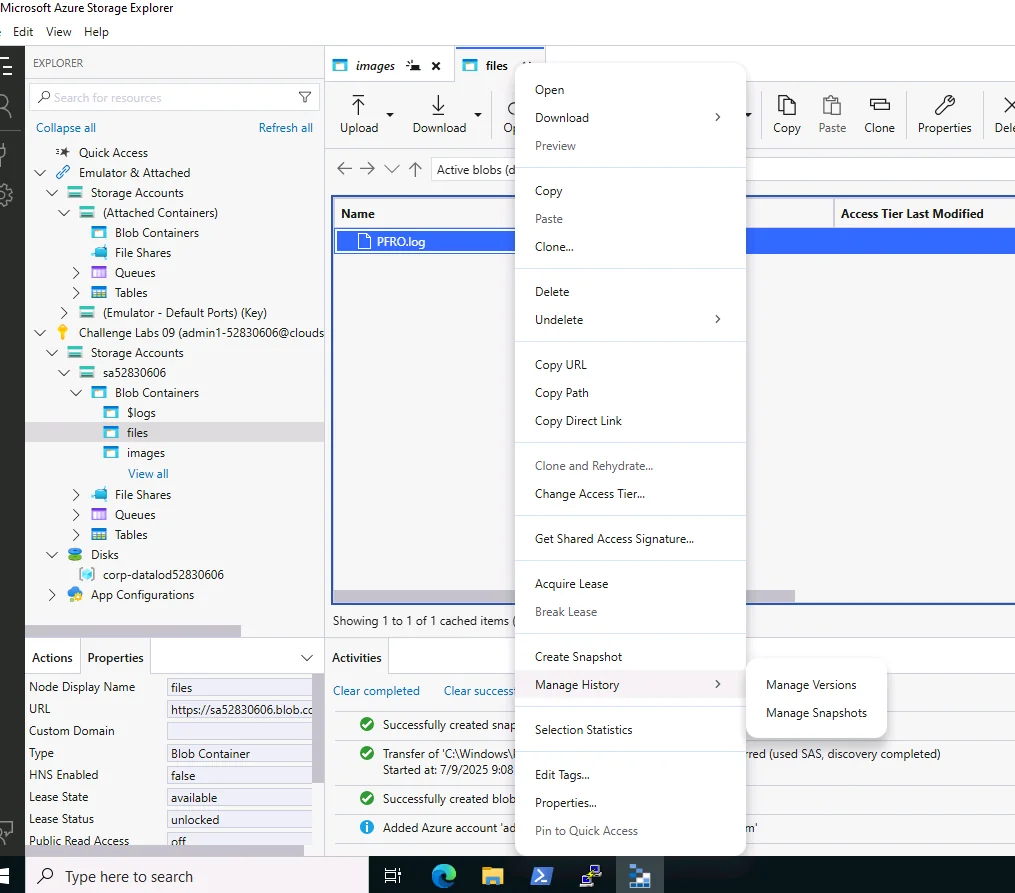 Microsoft Azure Storage Explorer
Edit View Help
EXPLORER
Search for resources
Collapse all
Refresh all
Quick Access
Emulator & Attached
Storage Accounts
(Attached Containers)
Blob Containers
File Shares
Queues
Tables
(Emulator - Default Ports) (Key)
Challenge Labs 09 (admin1-52830606@clouds
Storage Accounts
sa52830606
Blob Containers
$logs
files
images
View all
File Shares
Queues
Tables
Disks
corp-datalod52830606
App Configurations
Actions
Properties
Node Display Name
files
URL
https://sa52830606.blob.cc
Custom Domain
Type
Blob Container
HNS Enabled
false
Lease State
available
Lease Status
unlocked
Public Read Access
off
images
files
Upload
Download
Op
Copy
Paste
Clone
Properties
Dele
Active blobs (d
Name
Access Tier Last Modified
PFRO.log
Showing 1 to 1 of 1 cached items (
Activities
Clear completed
Clear success
Successfully created snap
Transfer of 'C:\Windows\
rred (used SAS, discovery completed)
Started at: 7/9/2025 9:08
Successfully created blob
Added Azure account 'ad
m'
Open
Download
Preview
Copy
Paste
Clone...
Delete
Undelete
Copy URL
Copy Path
Copy Direct Link
Clone and Rehydrate...
Change Access Tier...
Get Shared Access Signature...
Acquire Lease
Break Lease
Create Snapshot
Manage History
Selection Statistics
Edit Tags...
Properties...
Pin to Quick Access
Manage Versions
Manage Snapshots
Type here to search